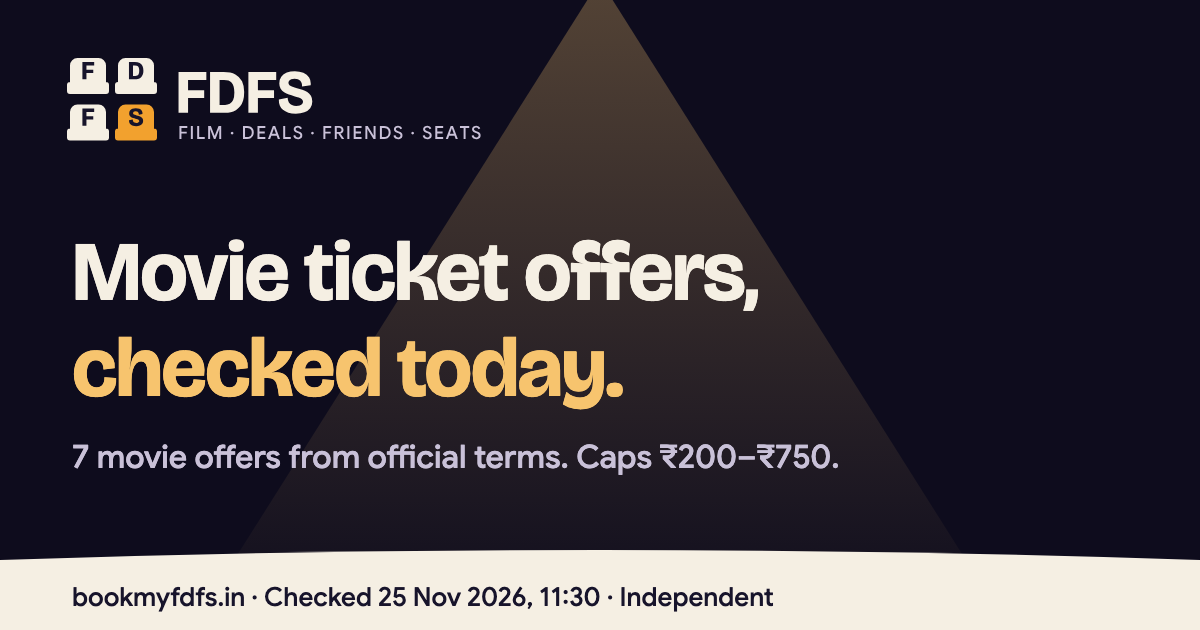 F D
F S
FDFS
FILM · DEALS · FRIENDS · SEATS
Movie ticket offers,
checked today.
7 movie offers from official terms. Caps ₹200–₹750.
bookmyfdfs.in · Checked 25 Nov 2026, 11:30 · Independent